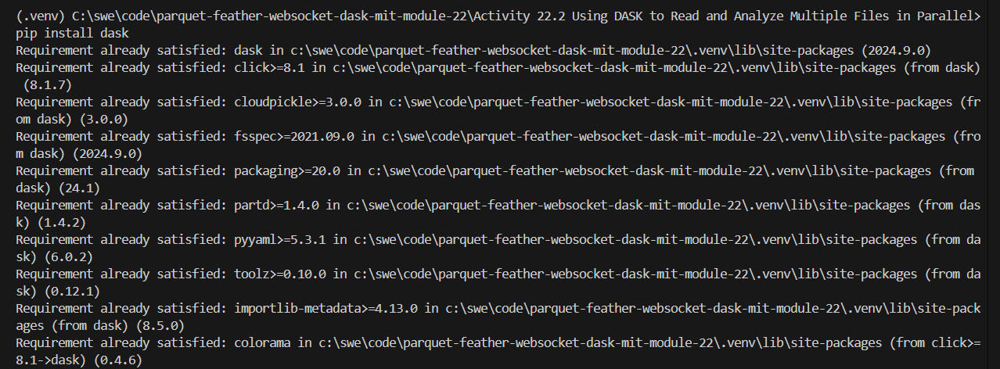 (.venv) C:\swe\code\parquet-feather-websocket-dask-mit-module-22\Activity 22.2 Using DASK to Read and Analyze Multiple Files in Parallel>
pip install dask
Requirement already satisfied: dask in c:\swe\code\parquet-feather-websocket-dask-mit-module-22\.venv\lib\site-packages (2024.9.0)
Requirement already satisfied: click>=8.1 in c:\swe\code\parquet-feather-websocket-dask-mit-module-22\.venv\lib\site-packages (from dask)
 (8.1.7)
Requirement already satisfied: cloudpickle>=3.0.0 in c:\swe\code\parquet-feather-websocket-dask-mit-module-22\.venv\lib\site-packages (fr
om dask) (3.0.0)
Requirement already satisfied: fsspec>=2021.09.0 in c:\swe\code\parquet-feather-websocket-dask-mit-module-22\.venv\lib\site-packages (fro
m dask) (2024.9.0)
Requirement already satisfied: packaging>=20.0 in c:\swe\code\parquet-feather-websocket-dask-mit-module-22\.venv\lib\site-packages (from
dask) (24.1)
Requirement already satisfied: partd>=1.4.0 in c:\swe\code\parquet-feather-websocket-dask-mit-module-22\.venv\lib\site-packages (from das
k) (1.4.2)
Requirement already satisfied: pyyaml>=5.3.1 in c:\swe\code\parquet-feather-websocket-dask-mit-module-22\.venv\lib\site-packages (from da
sk) (6.0.2)
Requirement already satisfied: toolz>=0.10.0 in c:\swe\code\parquet-feather-websocket-dask-mit-module-22\.venv\lib\site-packages (from da
sk) (0.12.1)
Requirement already satisfied: importlib-metadata>=4.13.0 in c:\swe\code\parquet-feather-websocket-dask-mit-module-22\.venv\lib\site-pack
ages (from dask) (8.5.0)
Requirement already satisfied: colorama in c:\swe\code\parquet-feather-websocket-dask-mit-module-22\.venv\lib\site-packages (from click>=
8.1->dask) (0.4.6)